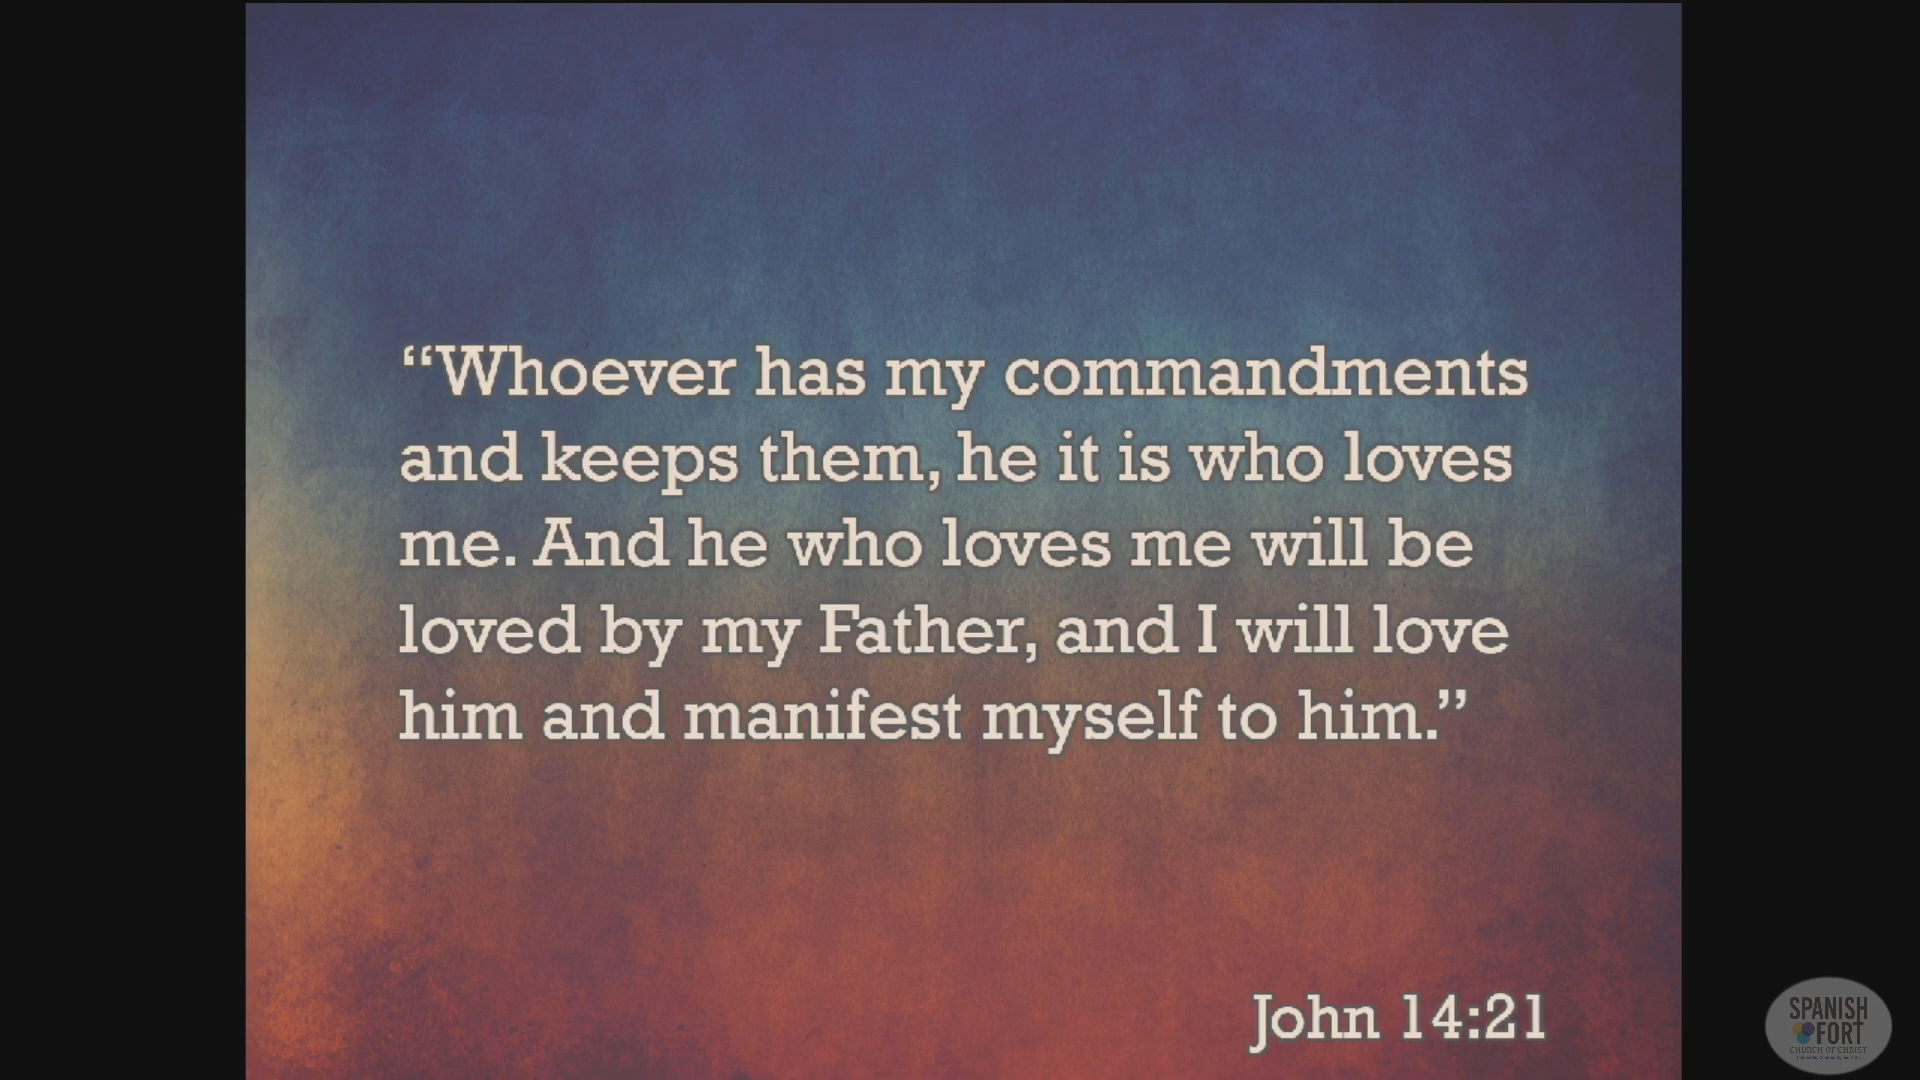 “Whoever has my commandments
and keeps them, he it is who loves
me. And he who loves me will be
loved by my Father, and I will love
him and manifest myself to him.”
John 14:21
SPANISH
FORT
CHURCH OF CHRIST